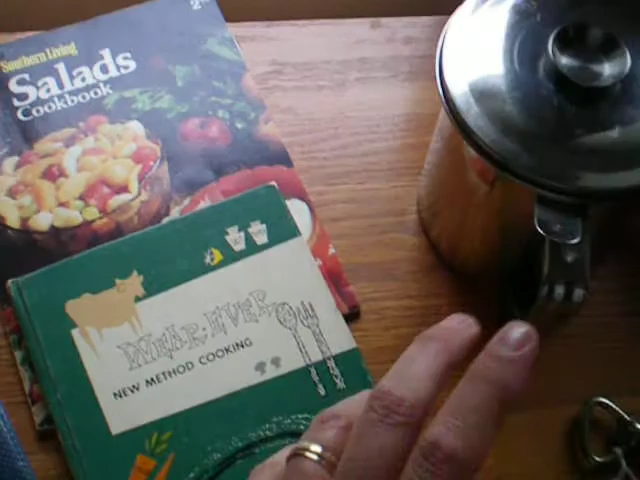 Southern Living
Salads
Cookbook
WEAR-EVER
NEW METHOD COOKING